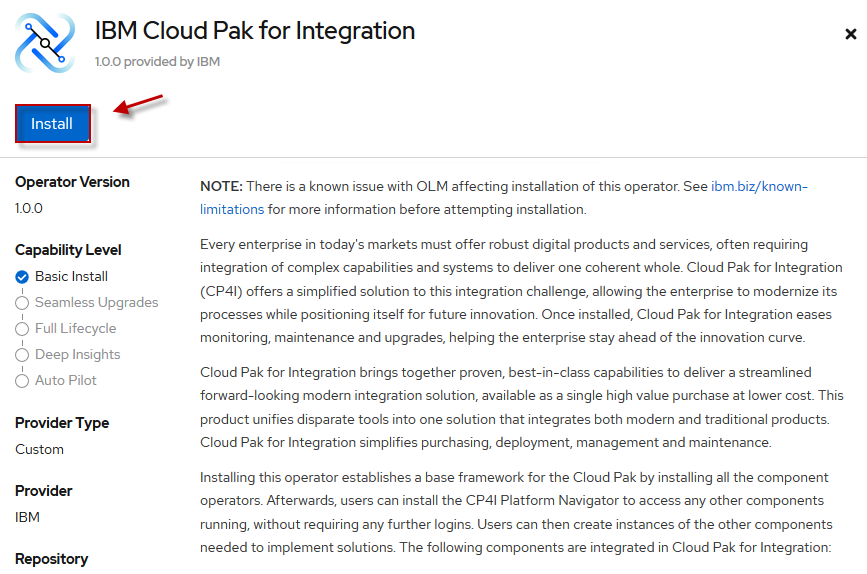 IBM Cloud Pak for Integration
1.0.0 provided by IBM
Install
Operator Version
1.0.0
Capability Level
Basic Install
Seamless Upgrades
Full Lifecycle
Deep Insights
Auto Pilot
Provider Type
Custom
Provider
IBM
Repository
NOTE: There is a known issue with OLM affecting installation of this operator. See ibm.biz/known-
limitations for more information before attempting installation.
Every enterprise in today's markets must offer robust digital products and services, often requiring
integration of complex capabilities and systems to deliver one coherent whole. Cloud Pak for Integration
(CP4I) offers a simplified solution to this integration challenge, allowing the enterprise to modernize its
processes while positioning itself for future innovation. Once installed, Cloud Pak for Integration eases
monitoring, maintenance and upgrades, helping the enterprise stay ahead of the innovation curve.
Cloud Pak for Integration brings together proven, best-in-class capabilities to deliver a streamlined
forward-looking modern integration solution, available as a single high value purchase at lower cost. This
product unifies disparate tools into one solution that integrates both modern and traditional products.
Cloud Pak for Integration simplifies purchasing, deployment, management and maintenance.
Installing this operator establishes a base framework for the Cloud Pak by installing all the component
operators. Afterwards, users can install the CP4I Platform Navigator to access any other components
running, without requiring any further logins. Users can then create instances of the other components
needed to implement solutions. The following components are integrated in Cloud Pak for Integration: